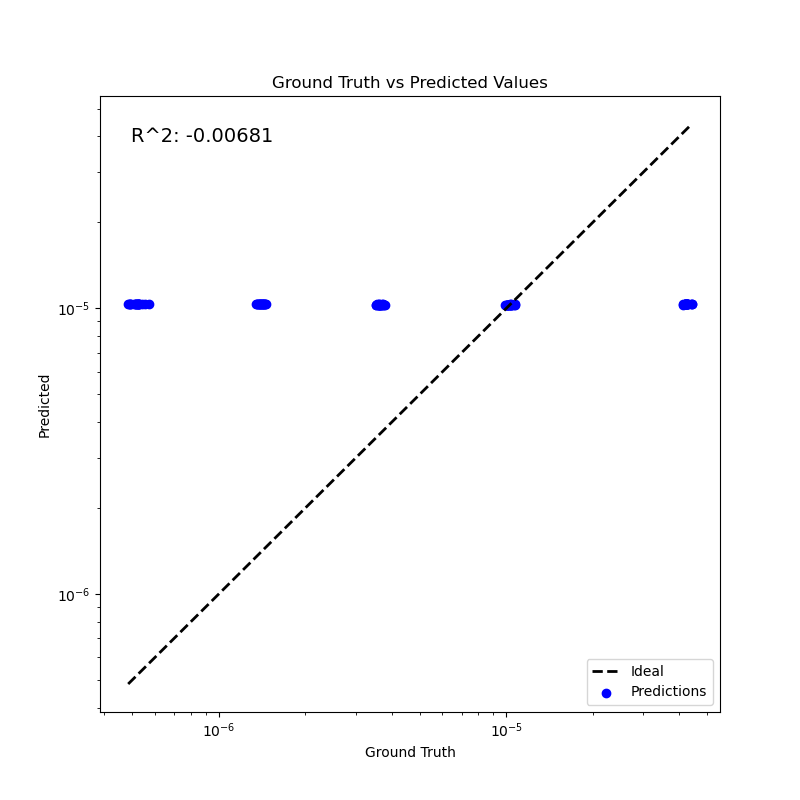 Ground Truth vs Predicted Values
R^2: -0.00681
Predicted
10⁻⁵
10⁻⁶
10⁻⁶
10⁻⁵
Ground Truth
Ideal
Predictions